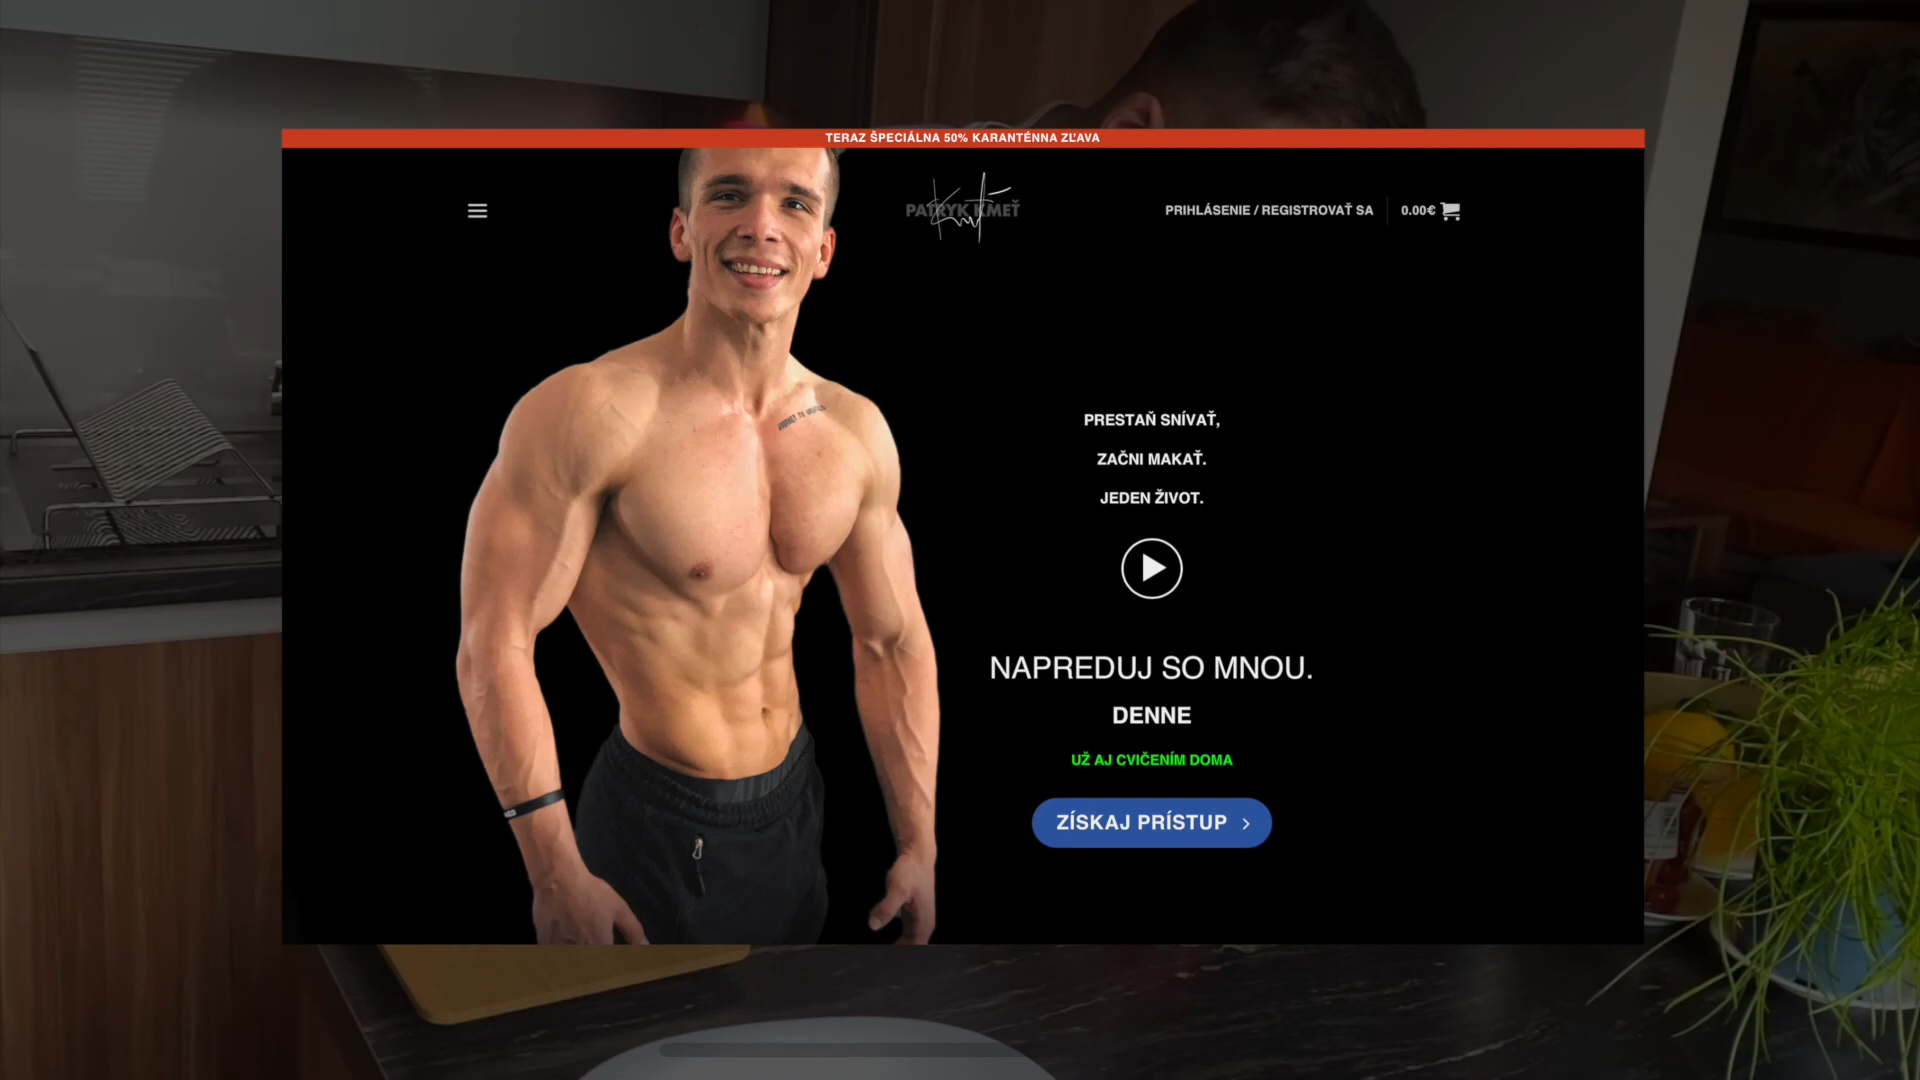 TERAZ ŠPECIÁLNA 50% KARANTÉNNA ZĽAVA
PATRYK KMEŤ
PRIHLÁSENIE / REGISTROVAŤ SA
0.00€
PRESTAŇ SNÍVAŤ,
ZAČNI MAKAŤ.
JEDEN ŽIVOT.
NAPREDUJ SO MNOU.
DENNE
UŽ AJ CVIČENÍM DOMA
ZÍSKAJ PRÍSTUP